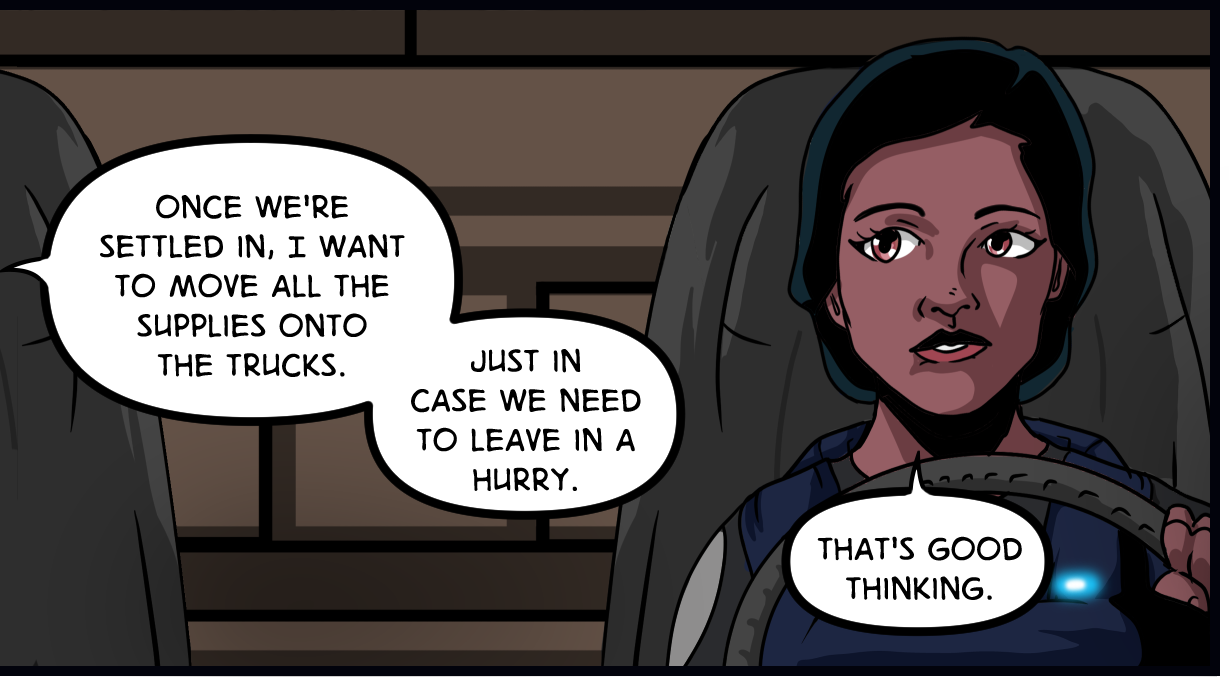 ONCE WE'RE
SETTLED IN, I WANT
TO MOVE ALL THE
SUPPLIES ONTO
THE TRUCKS.
JUST IN
CASE WE NEED
TO LEAVE IN A
HURRY.
THAT'S GOOD
THINKING.